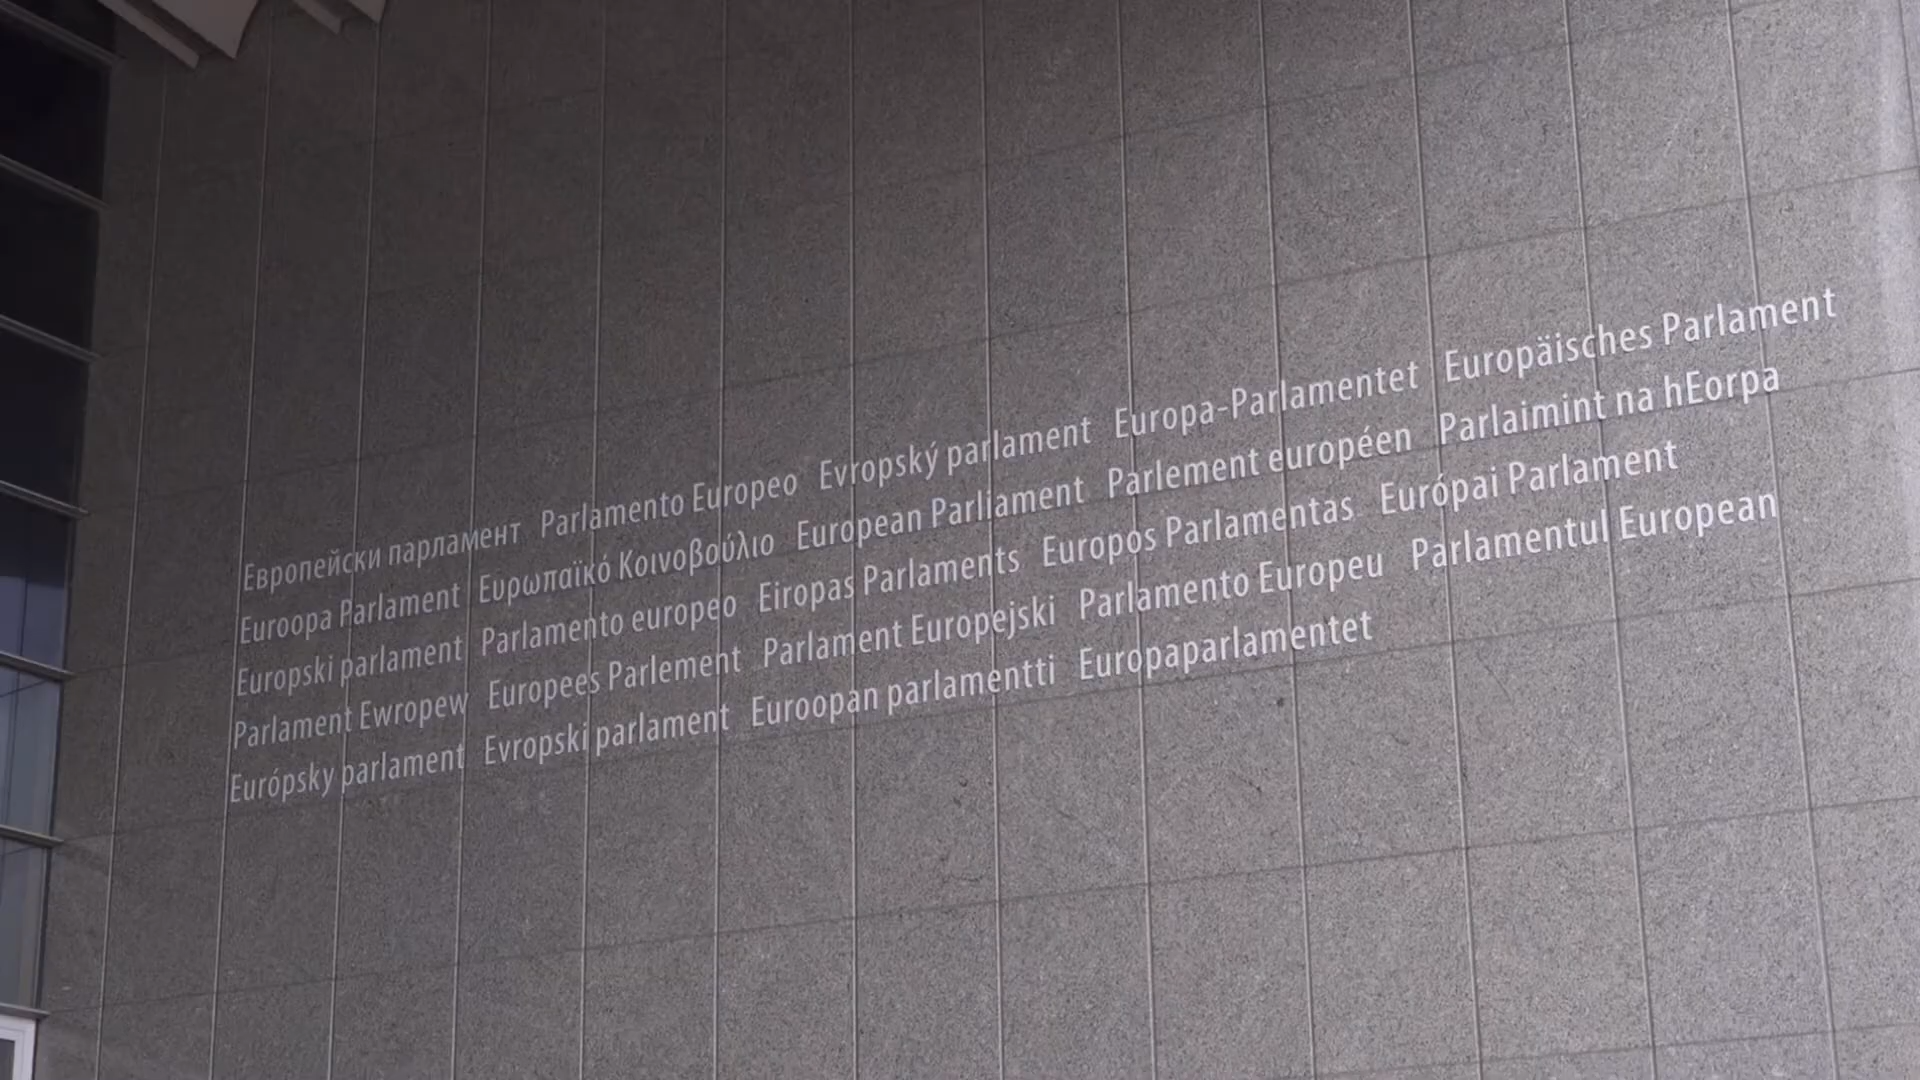 Европейски парламент Parlamento Europeo Evropský parlament Europa-Parlamentet Europäisches Parlament
Euroopa Parlament Ευρωπαϊκό Κοινοβούλιο European Parliament Parlement européen Parlaimint na hEorpa
Europski parlament Parlamento europeo Eiropas Parlaments Europos Parlamentas Európai Parlament
Parlament Ewropew Europees Parlement Parlament Europejski Parlamento Europeu Parlamentul European
Európsky parlament Evropski parlament Euroopan parlamentti Europaparlamentet